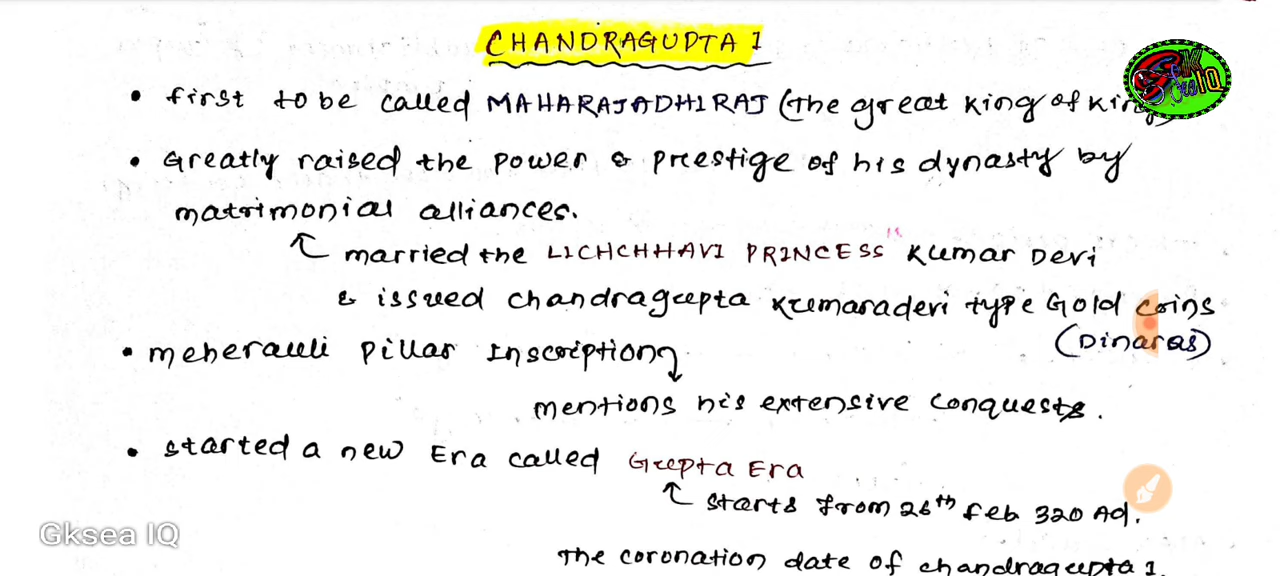 CHANDRAGUPTA I
• first to be called MAHARAJADHIRAJ (the great King of Kings)
• Greatly raised the power & prestige of his dynasty by
matrimonial alliances.
married the LICHCHHAVI PRINCESS "Kumar Devi
& issued Chandragupta Kumaradevi type Gold coins
(Dinaras)
• meherauli Pillar Inscription
mentions his extensive conquests.
• started a new Era called Gupta Era
starts from 26th Feb 320 AD.
The coronation date of chandragupta 1.
Gksea IQ